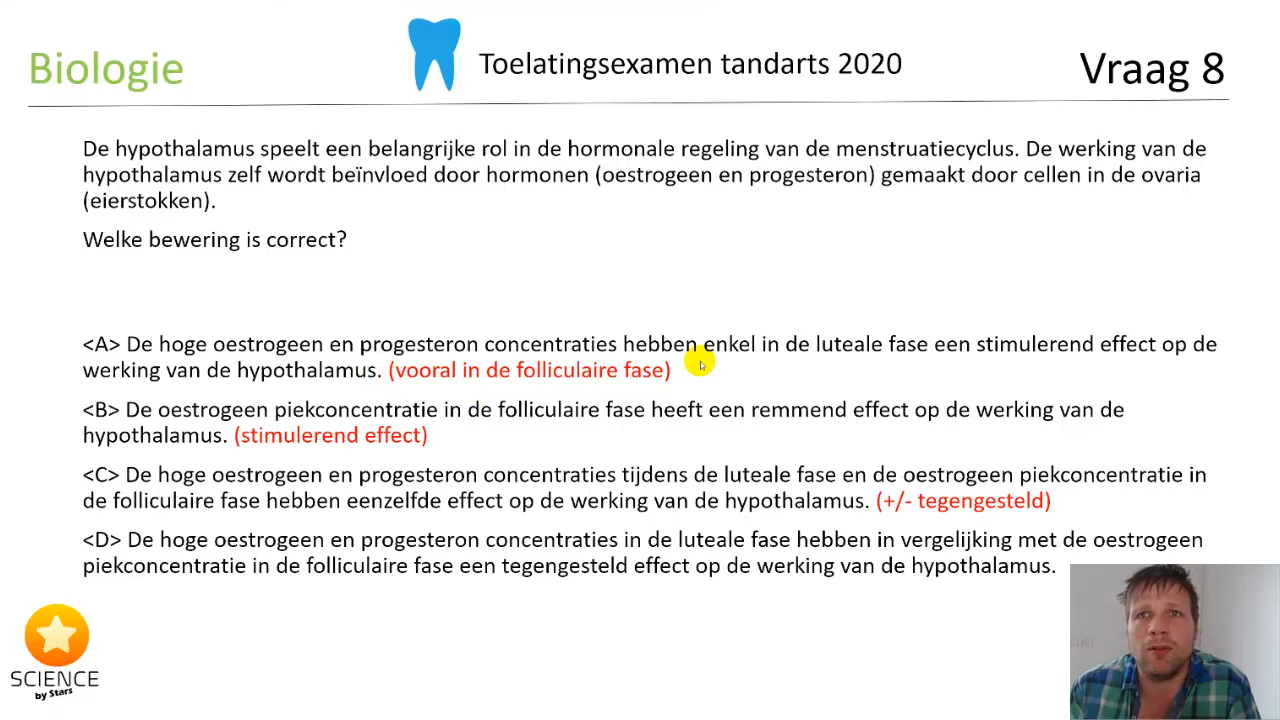 Biologie
Toelatingsexamen tandarts 2020
Vraag 8
De hypothalamus speelt een belangrijke rol in de hormonale regeling van de menstruatiecyclus. De werking van de
hypothalamus zelf wordt beïnvloed door hormonen (oestrogeen en progesteron) gemaakt door cellen in de ovaria
(eierstokken).
Welke bewering is correct?
<A> De hoge oestrogeen en progesteron concentraties hebben enkel in de luteale fase een stimulerend effect op de
werking van de hypothalamus. (vooral in de folliculaire fase)
<B> De oestrogeen piekconcentratie in de folliculaire fase heeft een remmend effect op de werking van de
hypothalamus. (stimulerend effect)
<C> De hoge oestrogeen en progesteron concentraties tijdens de luteale fase en de oestrogeen piekconcentratie in
de folliculaire fase hebben eenzelfde effect op de werking van de hypothalamus. (+/- tegengesteld)
<D> De hoge oestrogeen en progesteron concentraties in de luteale fase hebben in vergelijking met de oestrogeen
piekconcentratie in de folliculaire fase een tegengesteld effect op de werking van de hypothalamus.
SCIENCE
by Stars